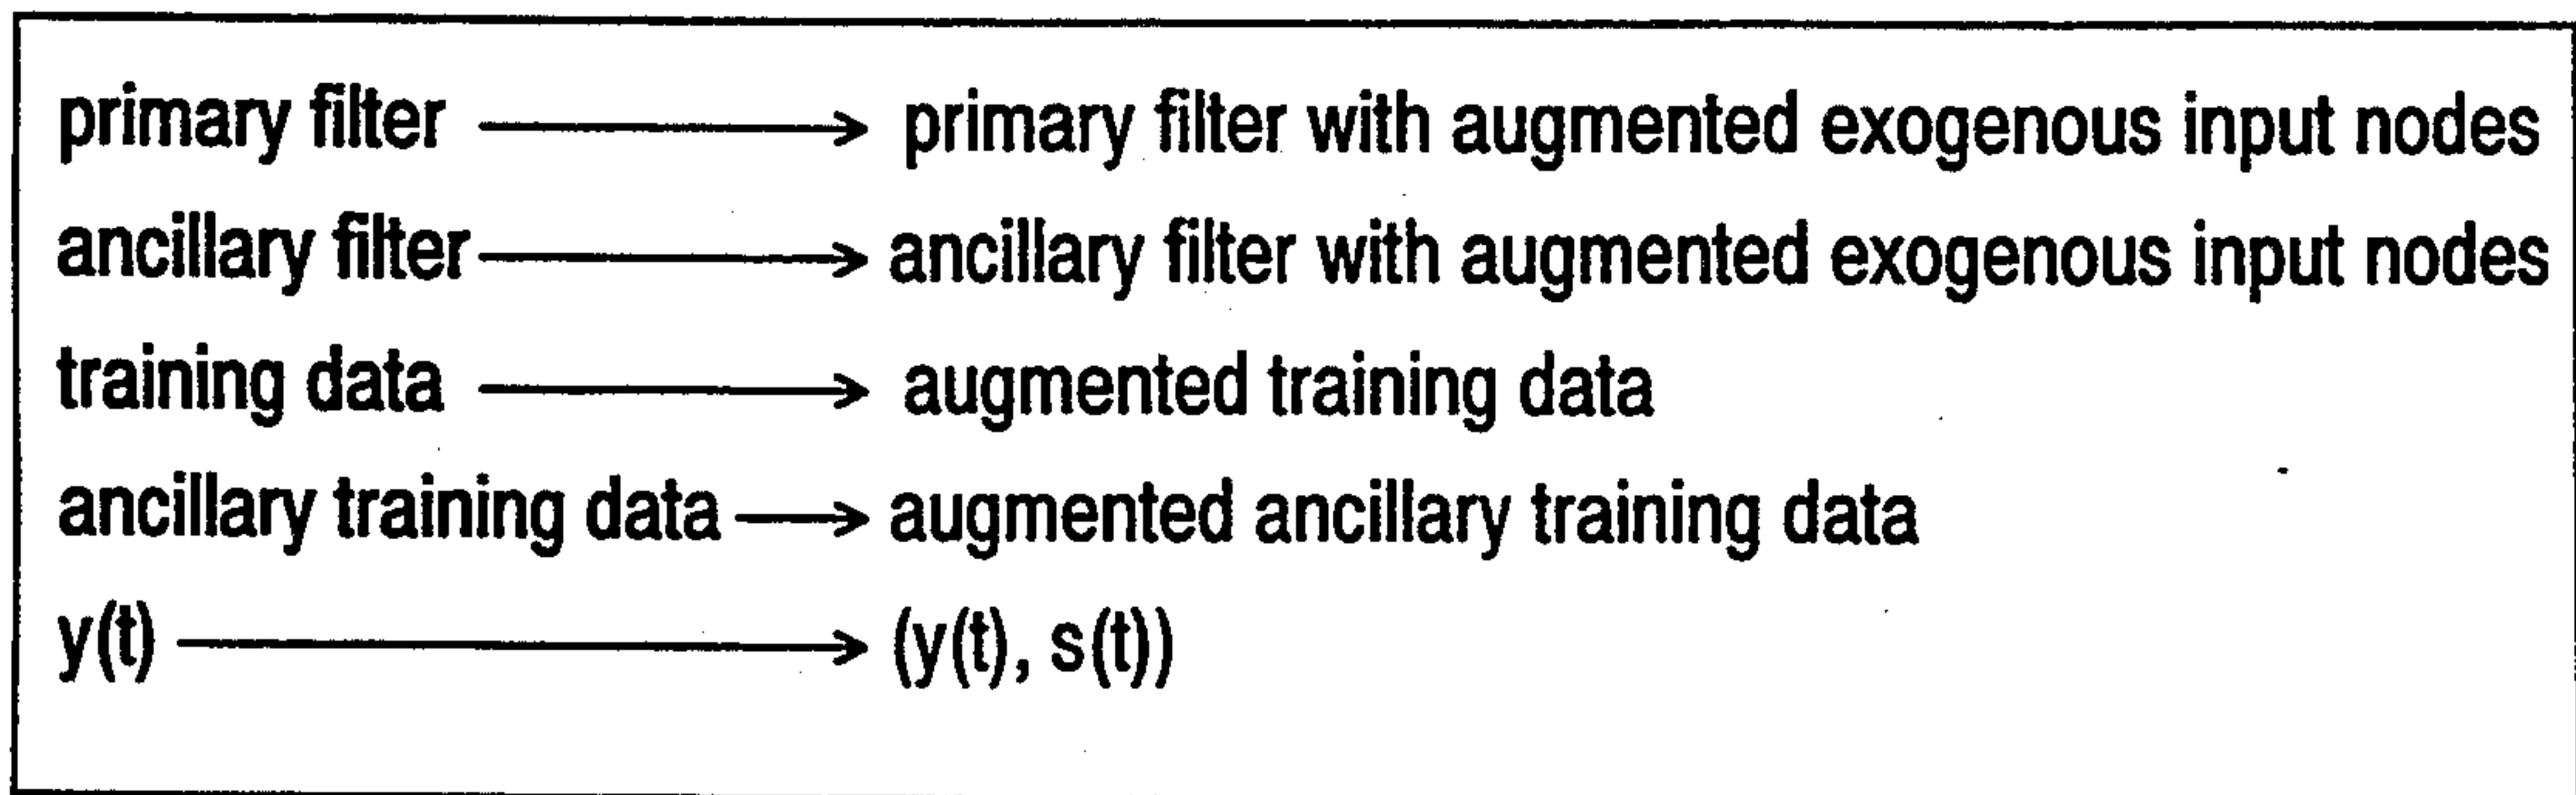 primary filter → primary filter with augmented exogenous input nodes
ancillary filter → ancillary filter with augmented exogenous input nodes
training data → augmented training data
ancillary training data → augmented ancillary training data
y(t) → (y(t), s(t))